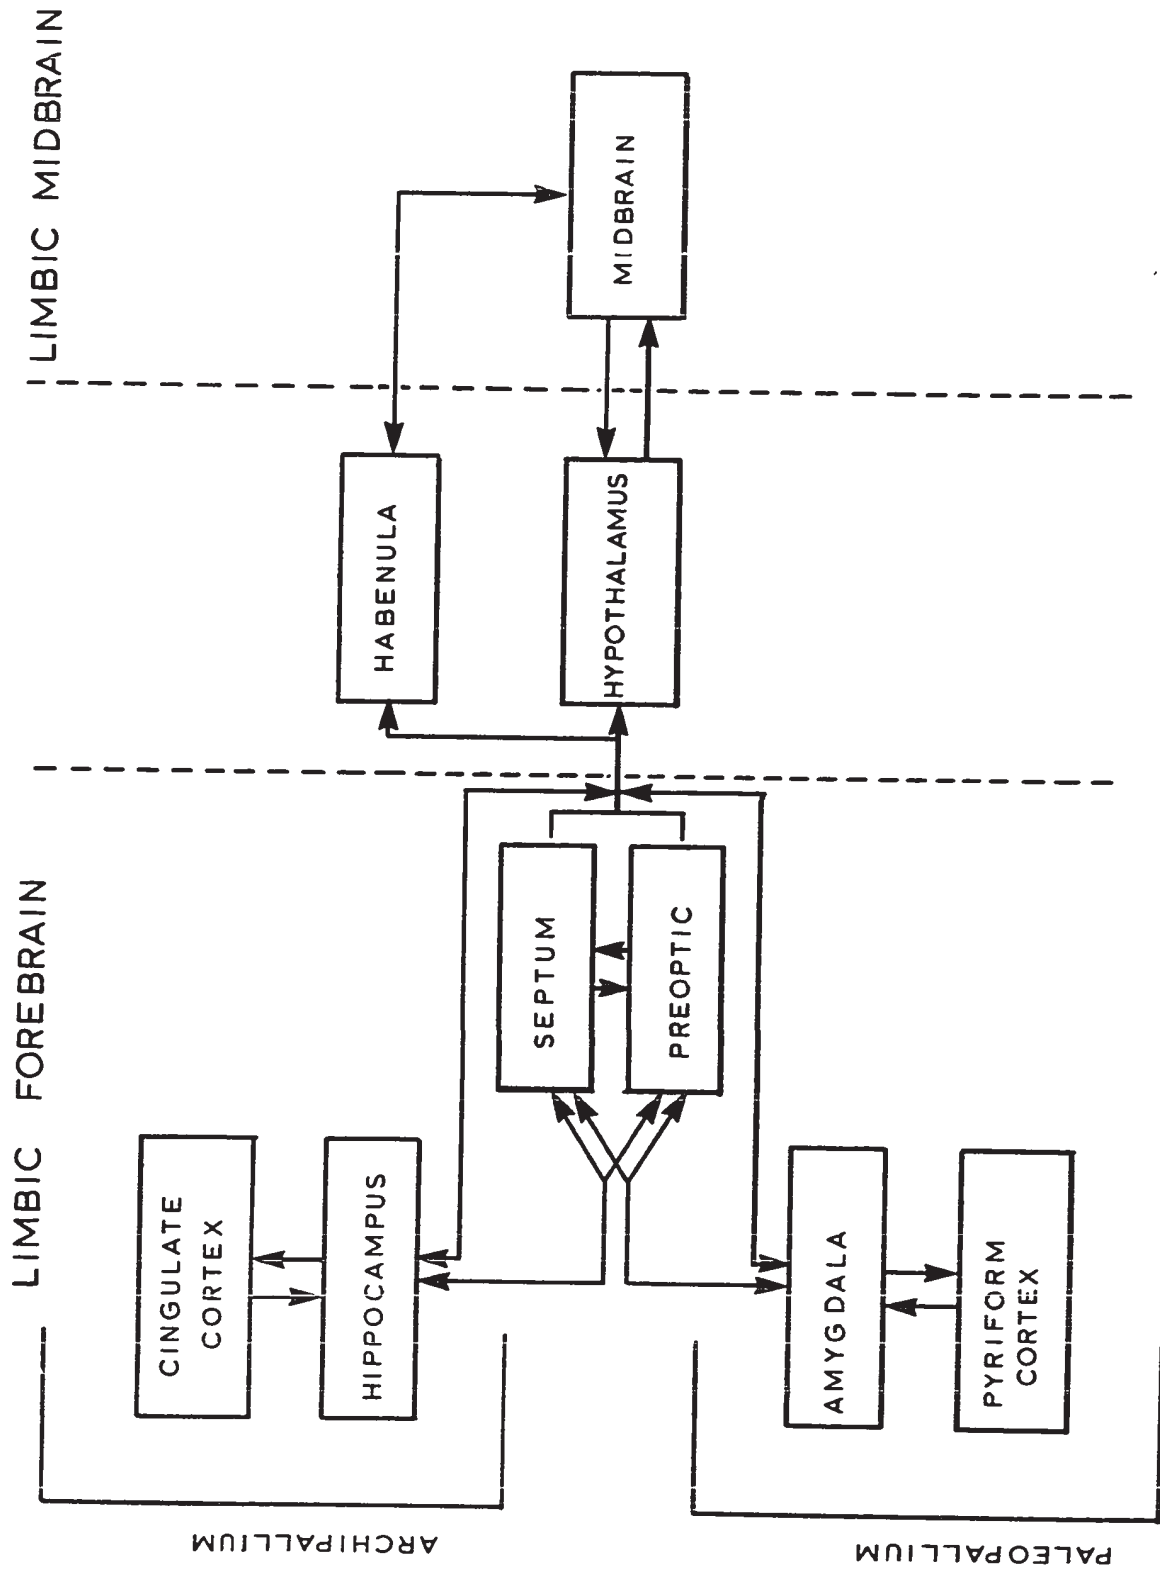 LIMBIC FOREBRAIN
LIMBIC MIDBRAIN
ARCHIPALLIUM
CINGULATE
CORTEX
HIPPOCAMPUS
SEPTUM
PREOPTIC
HABENULA
HYPOTHALAMUS
MIDBRAIN
PALEOPALLIUM
AMYGDALA
PYRIFORM
CORTEX